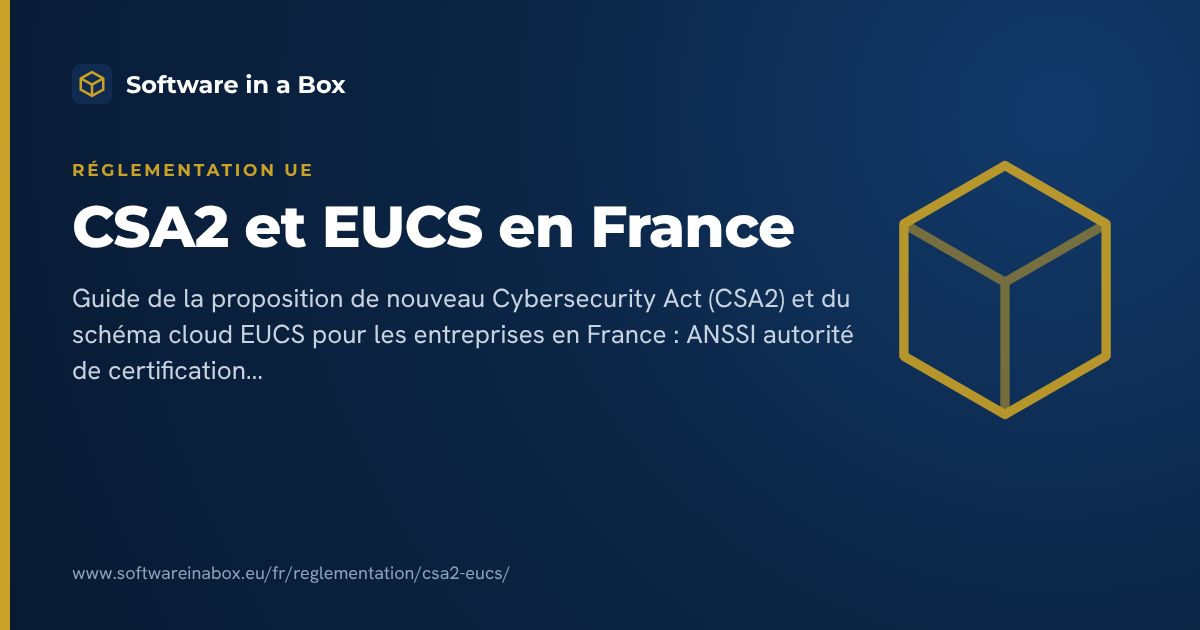 Software in a Box
RÉGLEMENTATION UE
CSA2 et EUCS en France
Guide de la proposition de nouveau Cybersecurity Act (CSA2) et du
schéma cloud EUCS pour les entreprises en France : ANSSI autorité
de certification...
www.softwareinabox.eu/fr/reglementation/csa2-eucs/